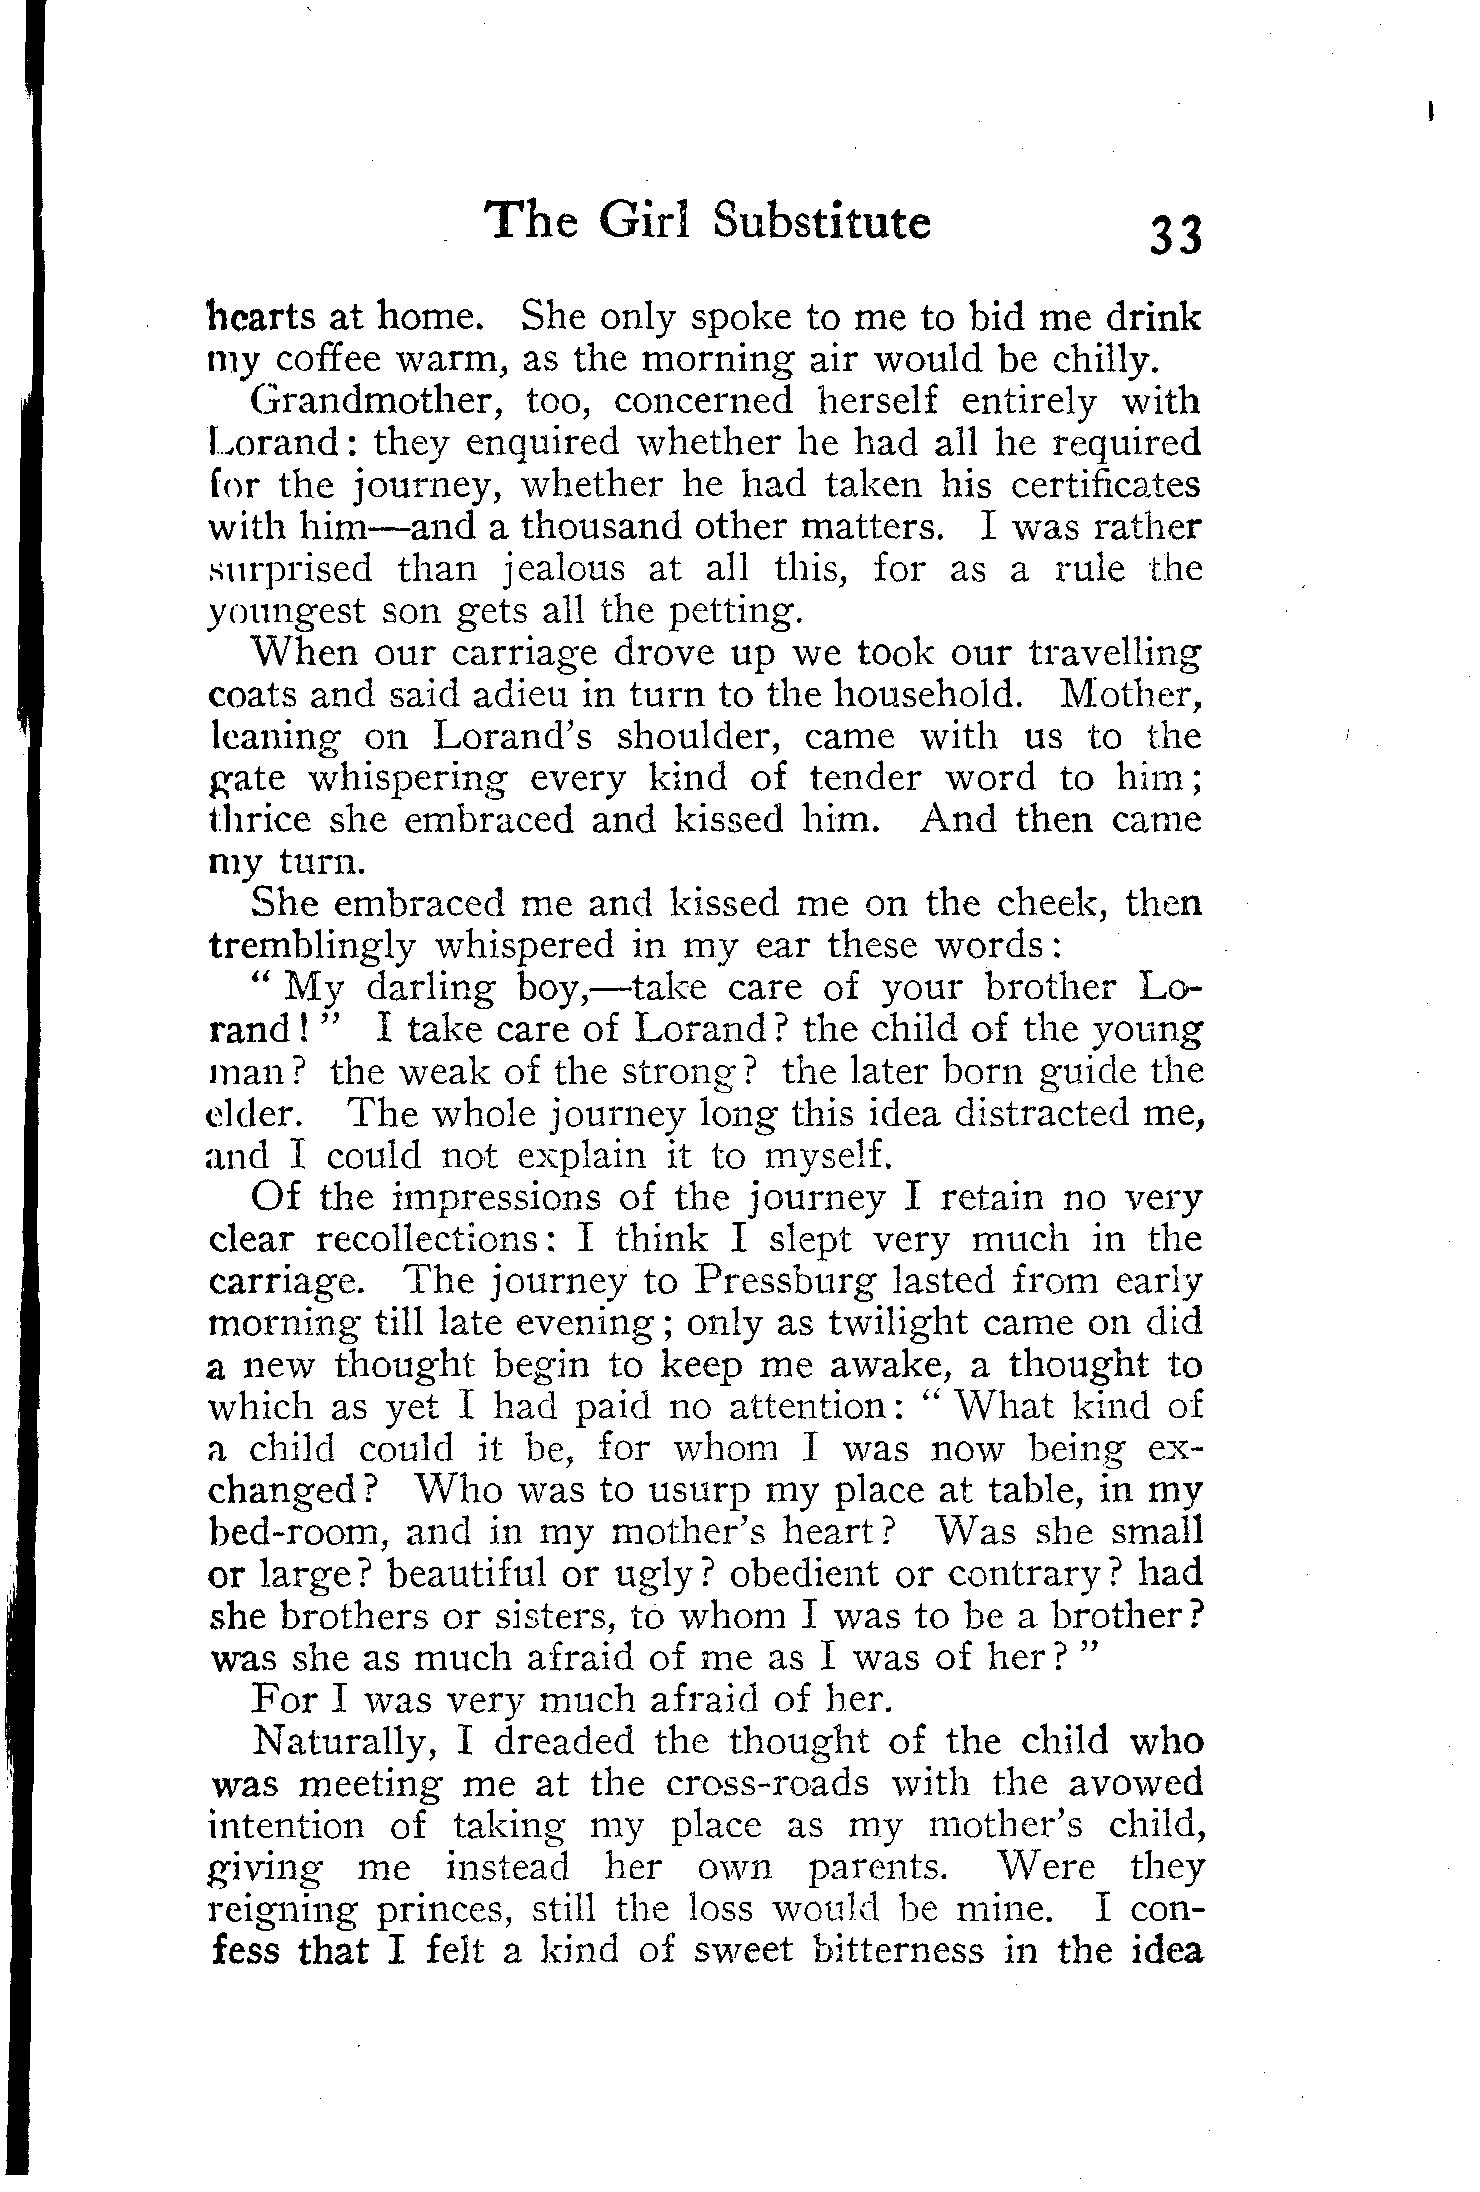 The Girl Substitute 33
hearts at home. She only spoke to me to bid me drink
my coffee warm, as the morning air would be chilly.
Grandmother, too, concerned herself entirely with
Lorand: they enquired whether he had all he required
for the journey, whether he had taken his certificates
with him—and a thousand other matters. I was rather
surprised than jealous at all this, for as a rule the
youngest son gets all the petting.
When our carriage drove up we took our travelling
coats and said adieu in turn to the household. Mother,
leaning on Lorand's shoulder, came with us to the
gate whispering every kind of tender word to him;
thrice she embraced and kissed him. And then came
my turn.
She embraced me and kissed me on the cheek, then
tremblingly whispered in my ear these words:
“ My darling boy,—take care of your brother Lo-
rand! ” I take care of Lorand? the child of the young
man? the weak of the strong? the later born guide the
elder. The whole journey long this idea distracted me,
and I could not explain it to myself.
Of the impressions of the journey I retain no very
clear recollections: I think I slept very much in the
carriage. The journey to Pressburg lasted from early
morning till late evening; only as twilight came on did
a new thought begin to keep me awake, a thought to
which as yet I had paid no attention: “ What kind of
a child could it be, for whom I was now being ex-
changed? Who was to usurp my place at table, in my
bed-room, and in my mother's heart? Was she small
or large? beautiful or ugly? obedient or contrary? had
she brothers or sisters, to whom I was to be a brother?
was she as much afraid of me as I was of her? ”
For I was very much afraid of her.
Naturally, I dreaded the thought of the child who
was meeting me at the cross-roads with the avowed
intention of taking my place as my mother's child,
giving me instead her own parents. Were they
reigning princes, still the loss would be mine. I con-
fess that I felt a kind of sweet bitterness in the idea